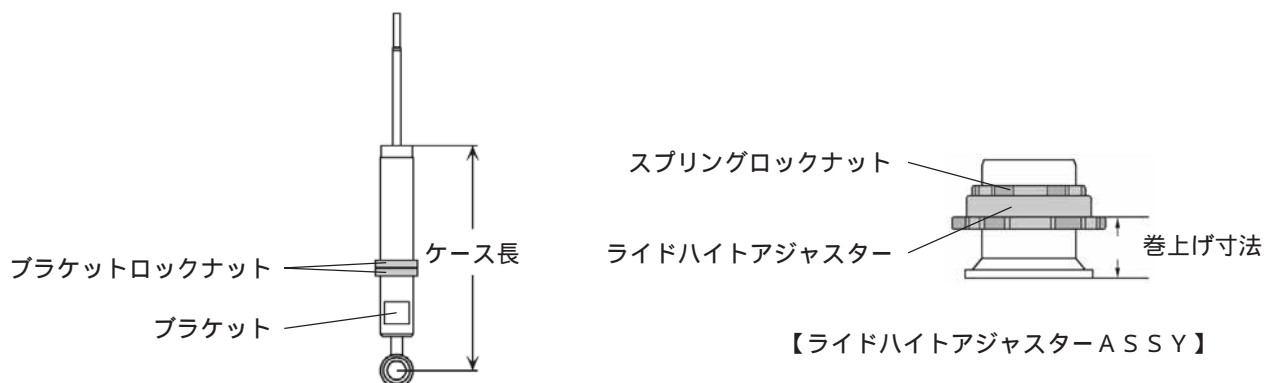 ケース長
ブラケットロックナット
ブラケット
スプリングロックナット
ライドハイトアジャスター
巻上げ寸法
【ライドハイトアジャスターＡＳＳＹ】